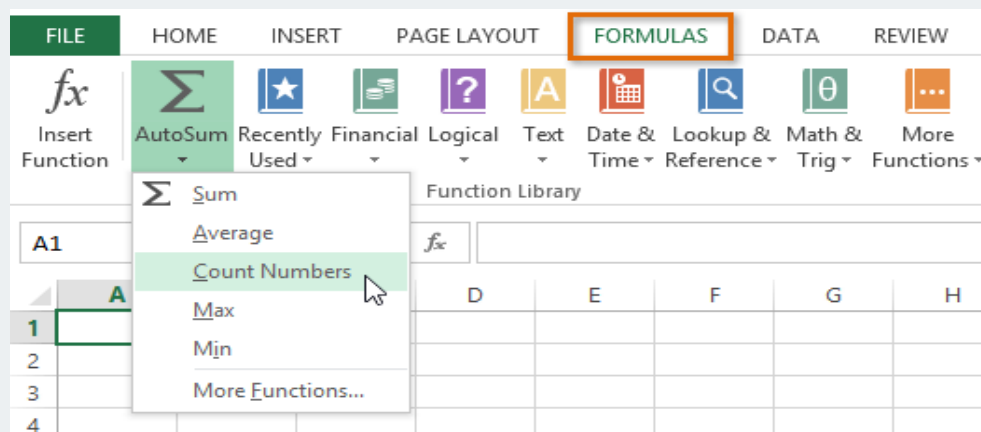 FILE HOME INSERT PAGE LAYOUT FORMULAS DATA REVIEW
fx Σ ? A θ ...
Insert Function
AutoSum
Recently Used
Financial
Logical
Text
Date & Time
Lookup & Reference
Math & Trig
More Functions
Function Library
Σ Sum
Average
Count Numbers
Max
Min
More Functions...
A1 fx
A D E F G H
1
2
3
4